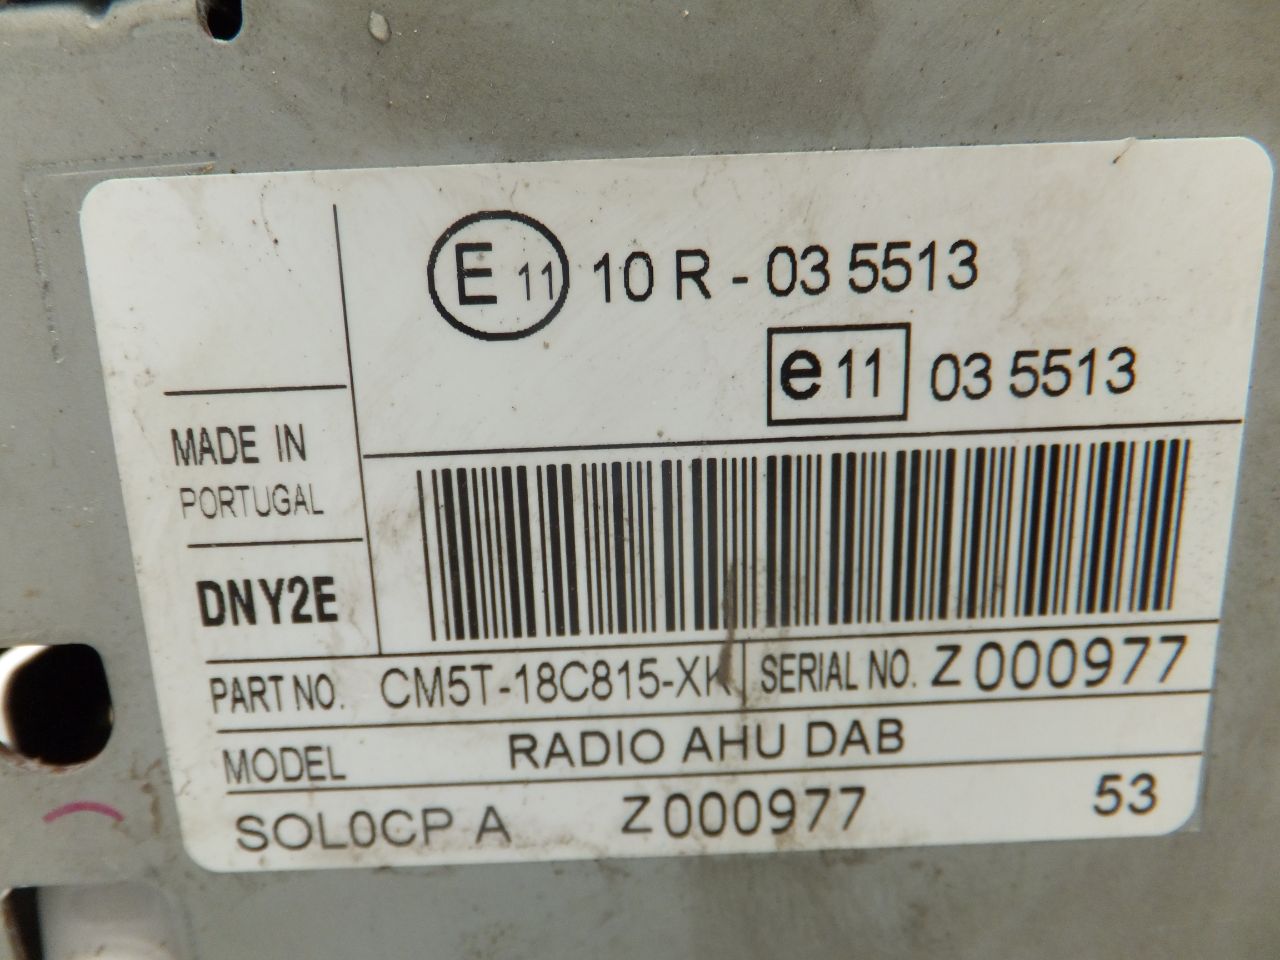 E 11 10 R - 03 5513
e 11 03 5513
MADE IN
PORTUGAL
DNY2E
PART NO. CM5T-18C815-XK SERIAL NO. Z000977
MODEL RADIO AHU DAB
SOL0CP A Z000977 53